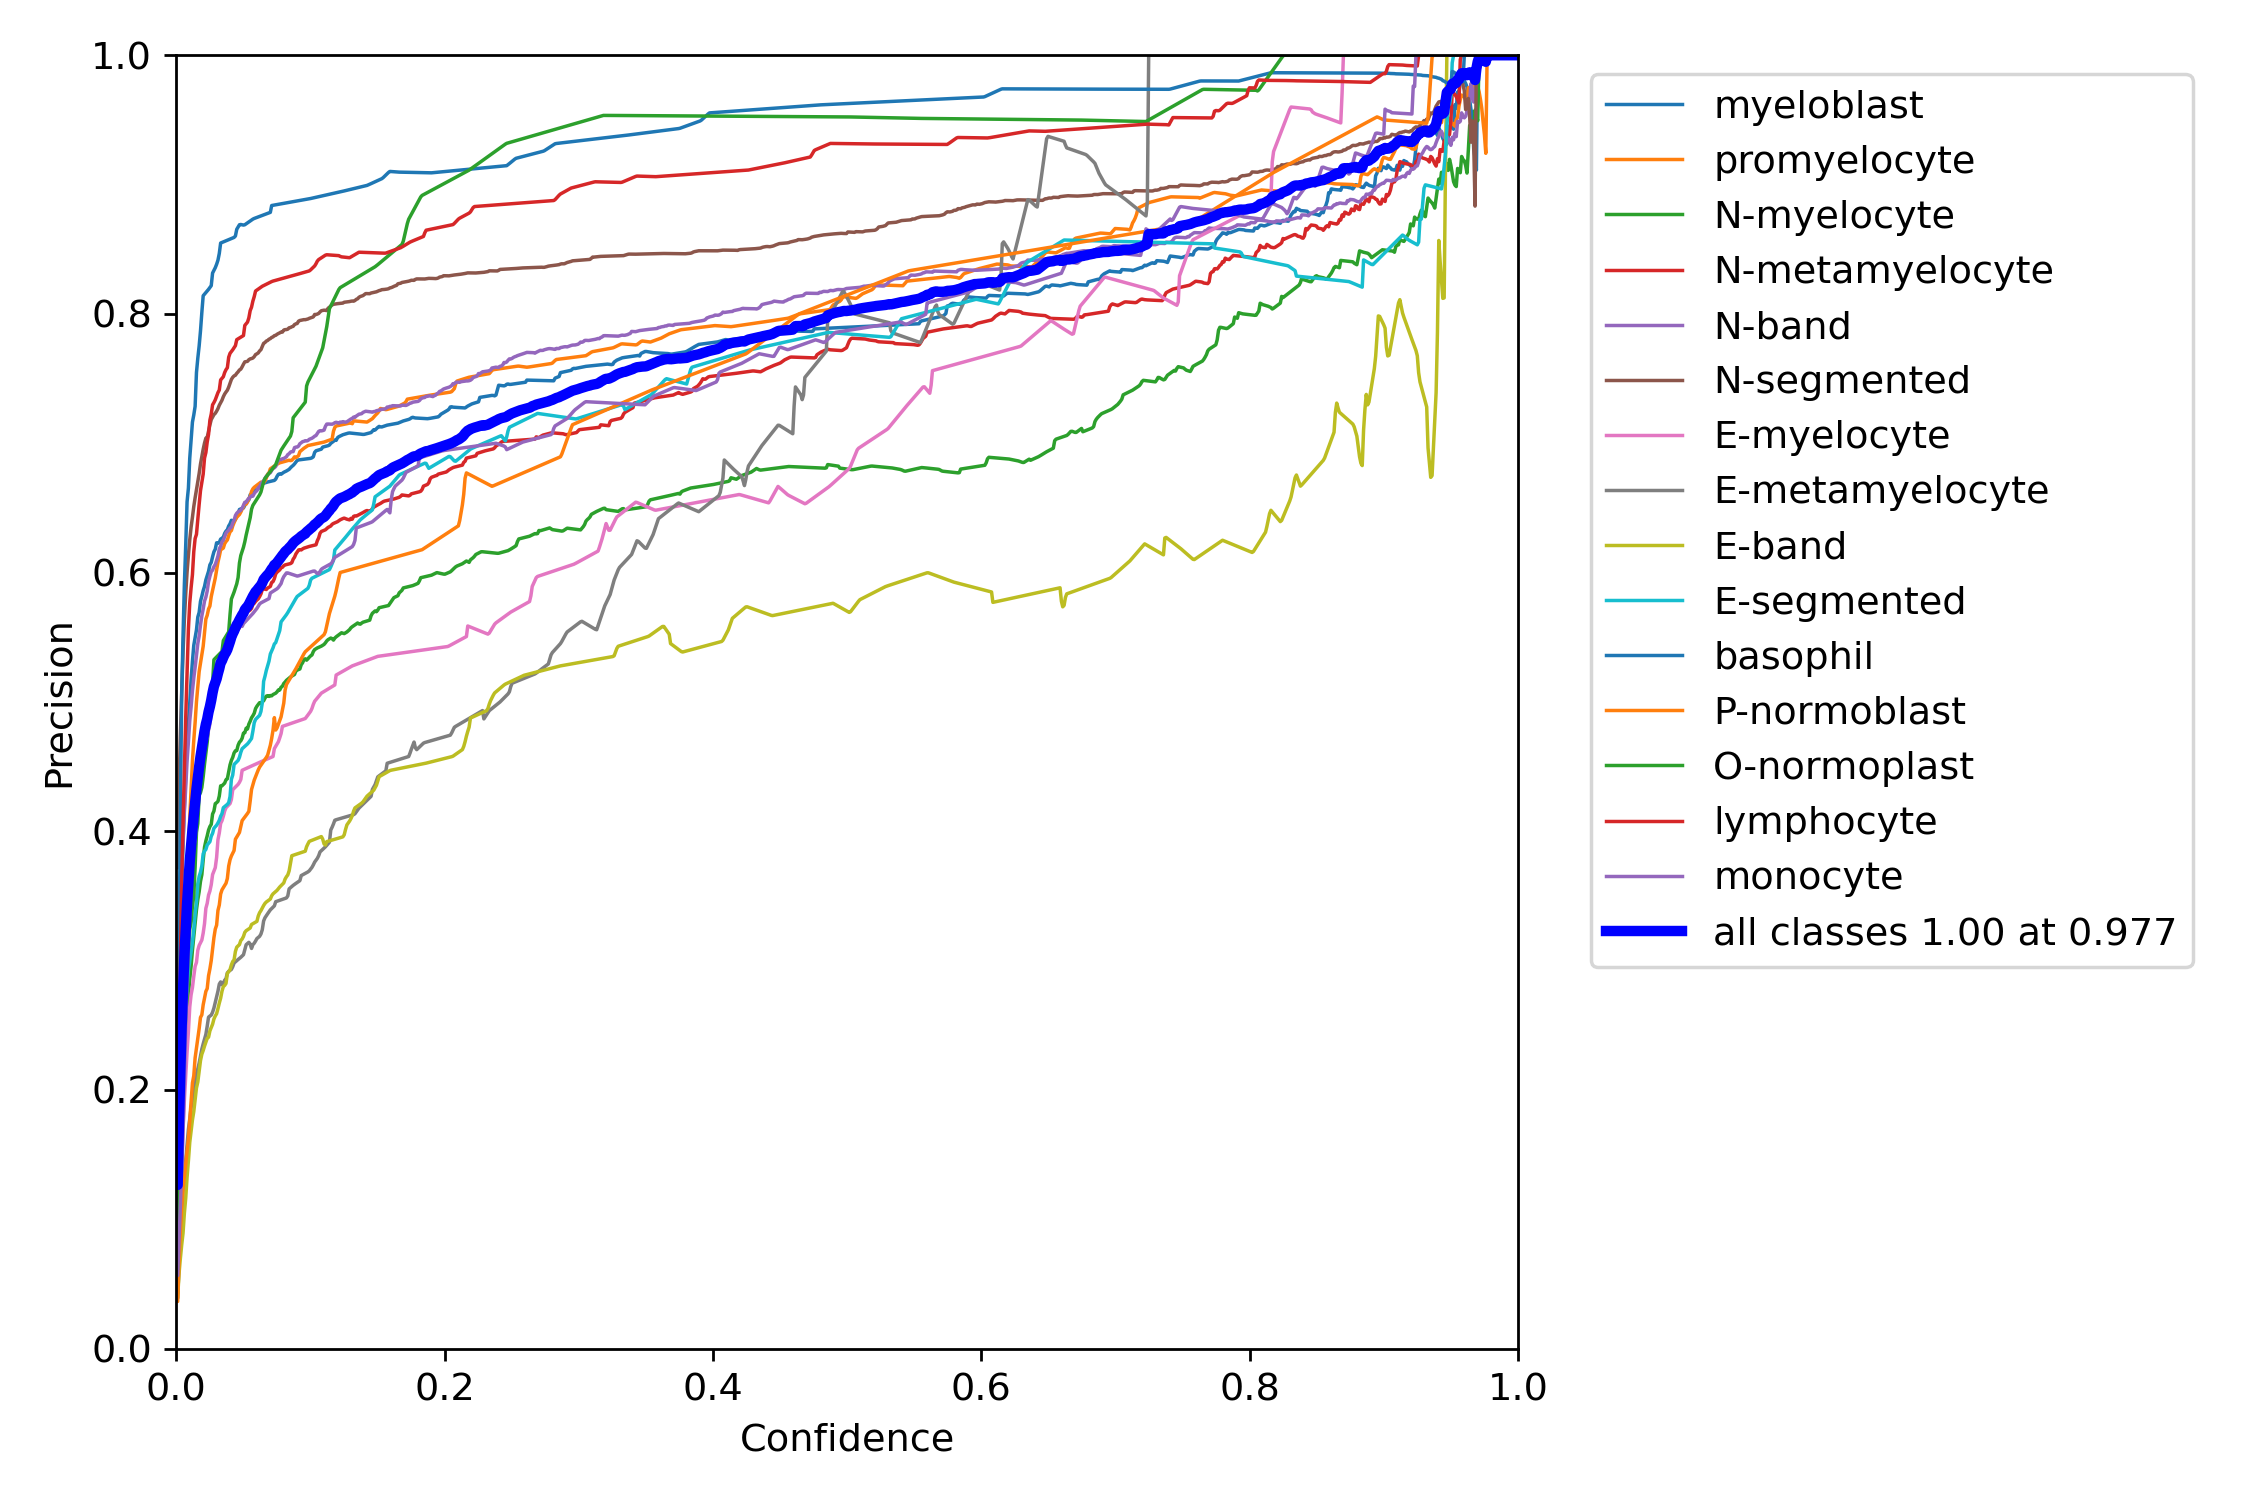 1.0
0.8
0.6
0.4
0.2
0.0
Precision
0.0 0.2 0.4 0.6 0.8 1.0
Confidence
myeloblast
promyelocyte
N-myelocyte
N-metamyelocyte
N-band
N-segmented
E-myelocyte
E-metamyelocyte
E-band
E-segmented
basophil
P-normoblast
O-normoplast
lymphocyte
monocyte
all classes 1.00 at 0.977